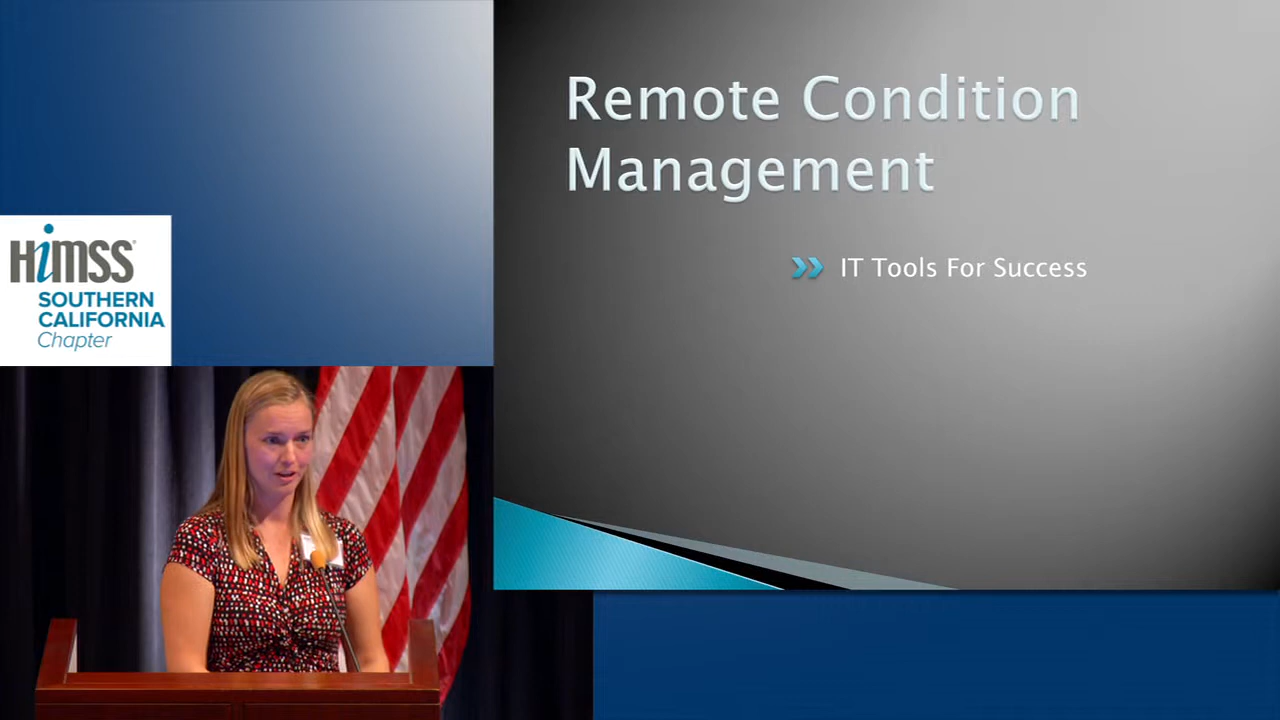 Remote Condition
Management
>> IT Tools For Success
HiMSS®
SOUTHERN
CALIFORNIA
Chapter